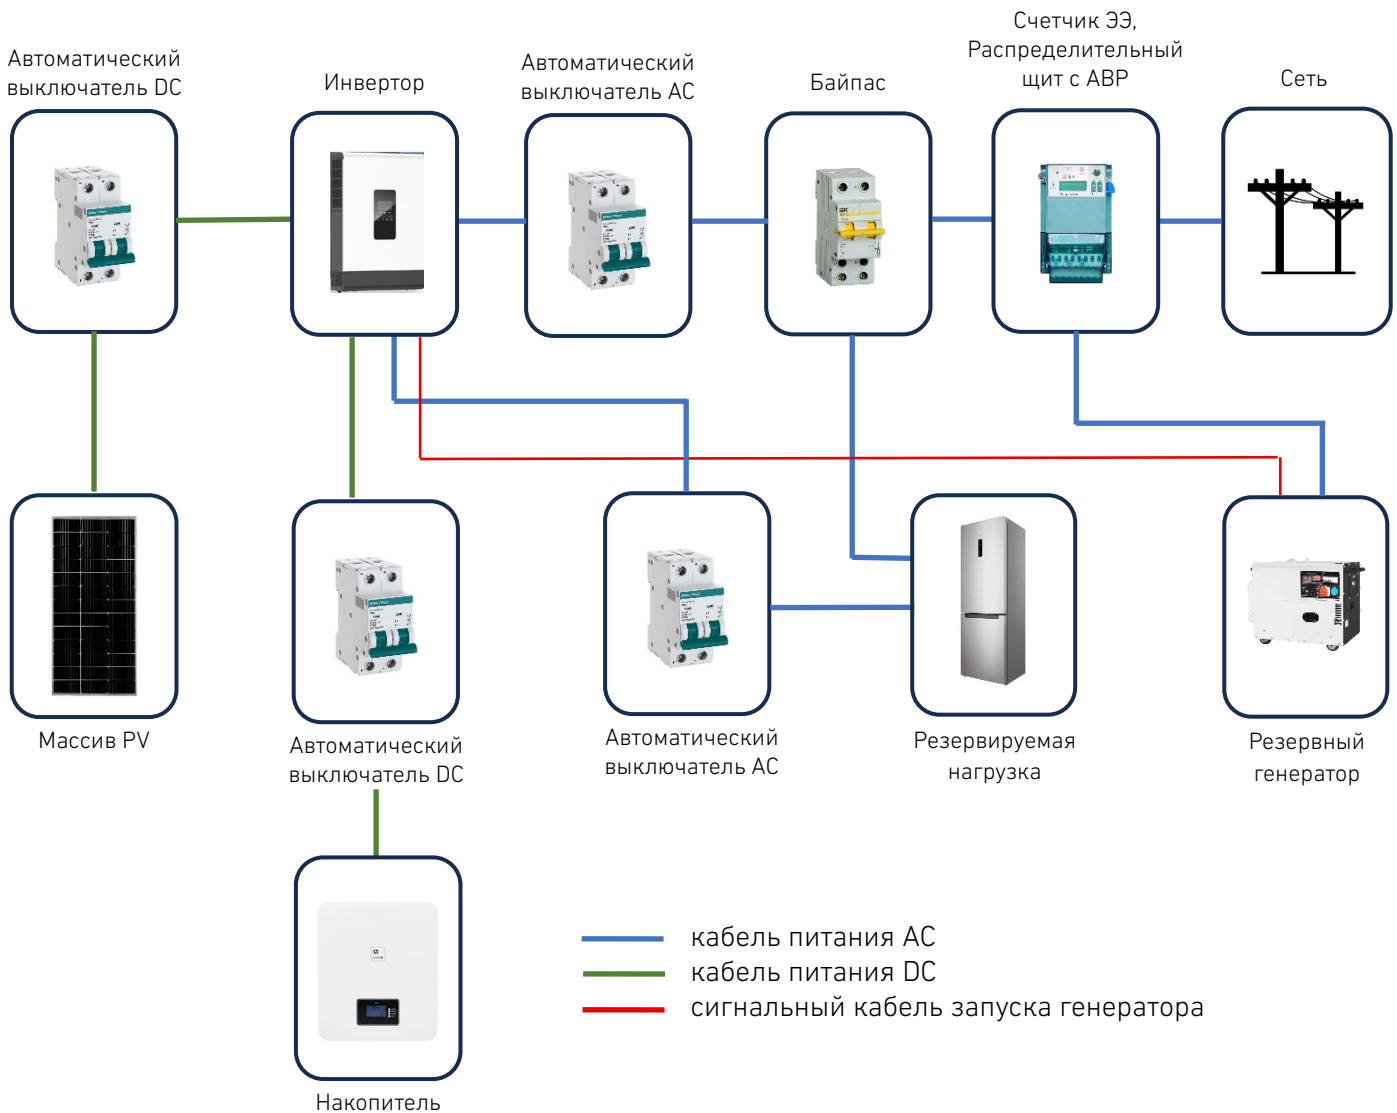 Автоматический
выключатель DC
Инвертор
Автоматический
выключатель AC
Байпас
Счетчик ЭЭ,
Распределительный
щит с АВР
Сеть
Массив PV
Автоматический
выключатель DC
Автоматический
выключатель AC
Резервируемая
нагрузка
Резервный
генератор
Накопитель
кабель питания AC
кабель питания DC
сигнальный кабель запуска генератора